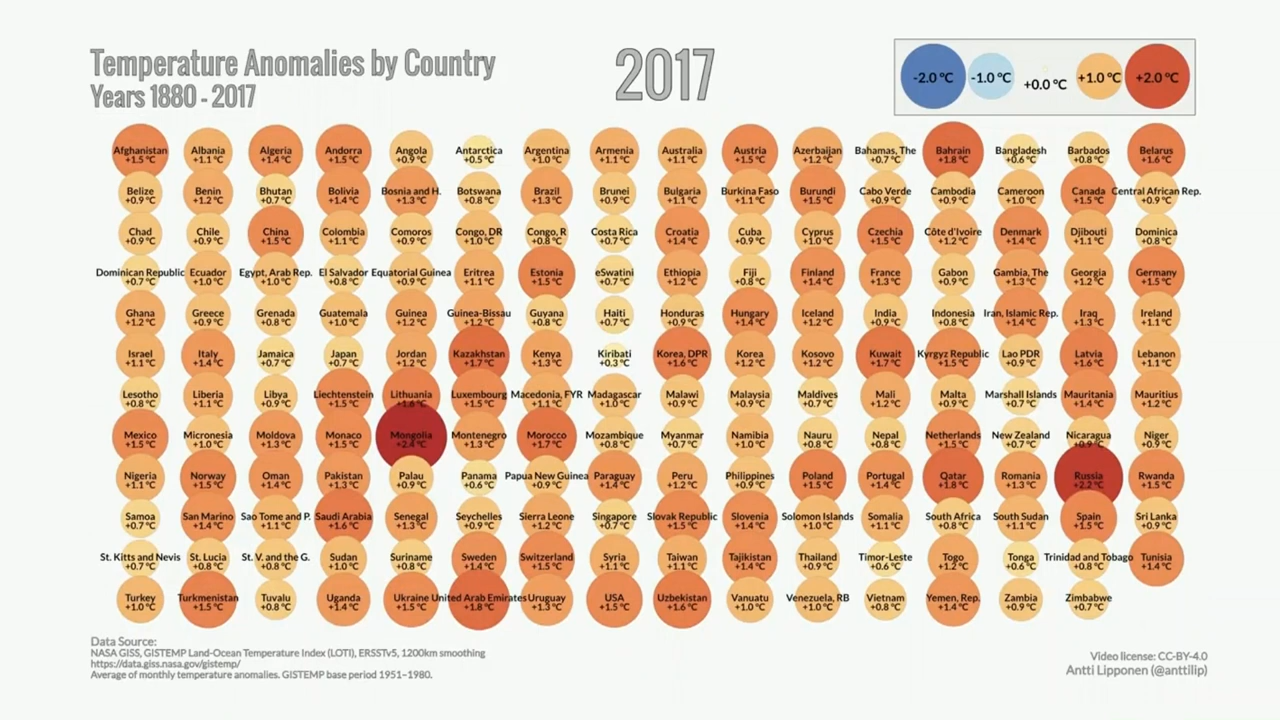 Temperature Anomalies by Country
Years 1880 - 2017
2017
-2.0 °C -1.0 °C +0.0 °C +1.0 °C +2.0 °C
Afghanistan Albania Algeria Andorra Angola Antarctica Argentina Armenia Australia Austria Azerbaijan Bahamas, The Bahrain Bangladesh Barbados Belarus
+1.5 °C +1.1 °C +1.4 °C +1.5 °C +0.9 °C +0.5 °C +1.0 °C +1.1 °C +1.1 °C +1.5 °C +1.2 °C +0.7 °C +1.8 °C +0.6 °C +0.8 °C +1.6 °C
Belize Benin Bhutan Bolivia Bosnia and H. Botswana Brazil Brunei Bulgaria Burkina Faso Burundi Cabo Verde Cambodia Cameroon Canada Central African Rep.
+0.9 °C +1.2 °C +0.7 °C +1.4 °C +1.3 °C +0.8 °C +1.3 °C +0.9 °C +1.1 °C +1.1 °C +1.5 °C +0.9 °C +0.9 °C +1.0 °C +1.5 °C +0.9 °C
Chad Chile China Colombia Comoros Congo, DR Congo, R Costa Rica Croatia Cuba Cyprus Czechia Côte d'Ivoire Denmark Djibouti Dominica
+0.9 °C +0.9 °C +1.5 °C +1.1 °C +0.9 °C +1.0 °C +0.8 °C +0.7 °C +1.4 °C +0.9 °C +1.0 °C +1.5 °C +1.2 °C +1.4 °C +1.1 °C +0.8 °C
Dominican Republic Ecuador Egypt, Arab Rep. El Salvador Equatorial Guinea Eritrea Estonia eSwatini Ethiopia Fiji Finland France Gabon Gambia, The Georgia Germany
+0.7 °C +1.0 °C +1.0 °C +0.8 °C +0.9 °C +1.1 °C +1.5 °C +0.7 °C +1.2 °C +0.8 °C +1.4 °C +1.3 °C +0.9 °C +1.3 °C +1.2 °C +1.5 °C
Ghana Greece Grenada Guatemala Guinea Guinea-Bissau Guyana Haiti Honduras Hungary Iceland India Indonesia Iran, Islamic Rep. Iraq Ireland
+1.2 °C +0.9 °C +0.8 °C +1.0 °C +1.2 °C +1.2 °C +0.8 °C +0.7 °C +0.9 °C +1.4 °C +1.2 °C +0.9 °C +0.8 °C +1.4 °C +1.3 °C +1.1 °C
Israel Italy Jamaica Japan Jordan Kazakhstan Kenya Kiribati Korea, DPR Korea Kosovo Kuwait Kyrgyz Republic Lao PDR Latvia Lebanon
+1.1 °C +1.4 °C +0.7 °C +0.7 °C +1.2 °C +1.7 °C +1.3 °C +0.3 °C +1.6 °C +1.2 °C +1.2 °C +1.7 °C +1.5 °C +0.9 °C +1.6 °C +1.1 °C
Lesotho Liberia Libya Liechtenstein Lithuania Luxembourg Macedonia, FYR Madagascar Malawi Malaysia Maldives Mali Malta Marshall Islands Mauritania Mauritius
+0.8 °C +1.1 °C +0.9 °C +1.5 °C +1.6 °C +1.5 °C +1.1 °C +1.0 °C +0.9 °C +0.9 °C +0.7 °C +1.2 °C +0.9 °C +0.7 °C +1.4 °C +1.2 °C
Mexico Micronesia Moldova Monaco Mongolia Montenegro Morocco Mozambique Myanmar Namibia Nauru Nepal Netherlands New Zealand Nicaragua Niger
+1.5 °C +1.0 °C +1.3 °C +1.5 °C +2.4 °C +1.3 °C +1.7 °C +0.8 °C +0.7 °C +1.0 °C +0.8 °C +0.8 °C +1.5 °C +0.7 °C +0.9 °C +0.9 °C
Nigeria Norway Oman Pakistan Palau Panama Papua New Guinea Paraguay Peru Philippines Poland Portugal Qatar Romania Russia Rwanda
+1.1 °C +1.5 °C +1.4 °C +1.3 °C +0.9 °C +0.6 °C +0.9 °C +1.4 °C +1.2 °C +0.9 °C +1.5 °C +1.4 °C +1.8 °C +1.3 °C +2.2 °C +1.5 °C
Samoa San Marino Sao Tome and P. Saudi Arabia Senegal Seychelles Sierra Leone Singapore Slovak Republic Slovenia Solomon Islands Somalia South Africa South Sudan Spain Sri Lanka
+0.7 °C +1.4 °C +1.1 °C +1.6 °C +1.3 °C +0.9 °C +1.2 °C +0.7 °C +1.5 °C +1.4 °C +1.0 °C +1.1 °C +0.8 °C +1.1 °C +1.5 °C +0.9 °C
St. Kitts and Nevis St. Lucia St. V. and the G. Sudan Suriname Sweden Switzerland Syria Taiwan Tajikistan Thailand Timor-Leste Togo Tonga Trinidad and Tobago Tunisia
+0.7 °C +0.8 °C +0.8 °C +1.0 °C +0.8 °C +1.4 °C +1.5 °C +1.1 °C +1.1 °C +1.4 °C +0.9 °C +0.6 °C +1.2 °C +0.6 °C +0.8 °C +1.4 °C
Turkey Turkmenistan Tuvalu Uganda Ukraine United Arab Emirates Uruguay USA Uzbekistan Vanuatu Venezuela, RB Vietnam Yemen, Rep. Zambia Zimbabwe
+1.0 °C +1.5 °C +0.8 °C +1.4 °C +1.5 °C +1.8 °C +1.3 °C +1.5 °C +1.6 °C +1.0 °C +1.0 °C +0.8 °C +1.4 °C +0.9 °C +0.7 °C
Data Source:
NASA GISS, GISTEMP Land-Ocean Temperature Index (LOTI), ERSSTv5, 1200km smoothing
https://data.giss.nasa.gov/gistemp/
Average of monthly temperature anomalies. GISTEMP base period 1951–1980.
Video license: CC-BY-4.0
Antti Lipponen (@anttilip)